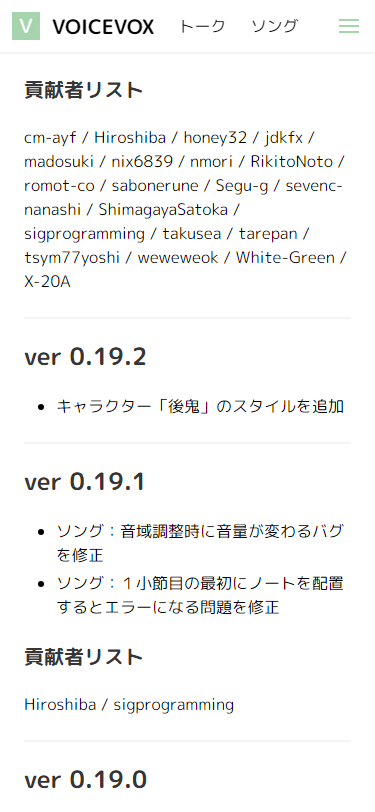 V VOICEVOX トーク ソング
貢献者リスト
cm-ayf / Hiroshiba / honey32 / jdkfx /
madosuki / nix6839 / nmori / RikitoNoto /
romot-co / sabonerune / Segu-g / sevenc-
nanashi / ShimagayaSatoka /
sigprogramming / takusea / tarepan /
tsym77yoshi / weweweok / White-Green /
X-20A
ver 0.19.2
• キャラクター「後鬼」のスタイルを追加
ver 0.19.1
• ソング：音域調整時に音量が変わるバグ
を修正
• ソング：１小節目の最初にノートを配置
するとエラーになる問題を修正
貢献者リスト
Hiroshiba / sigprogramming
ver 0.19.0